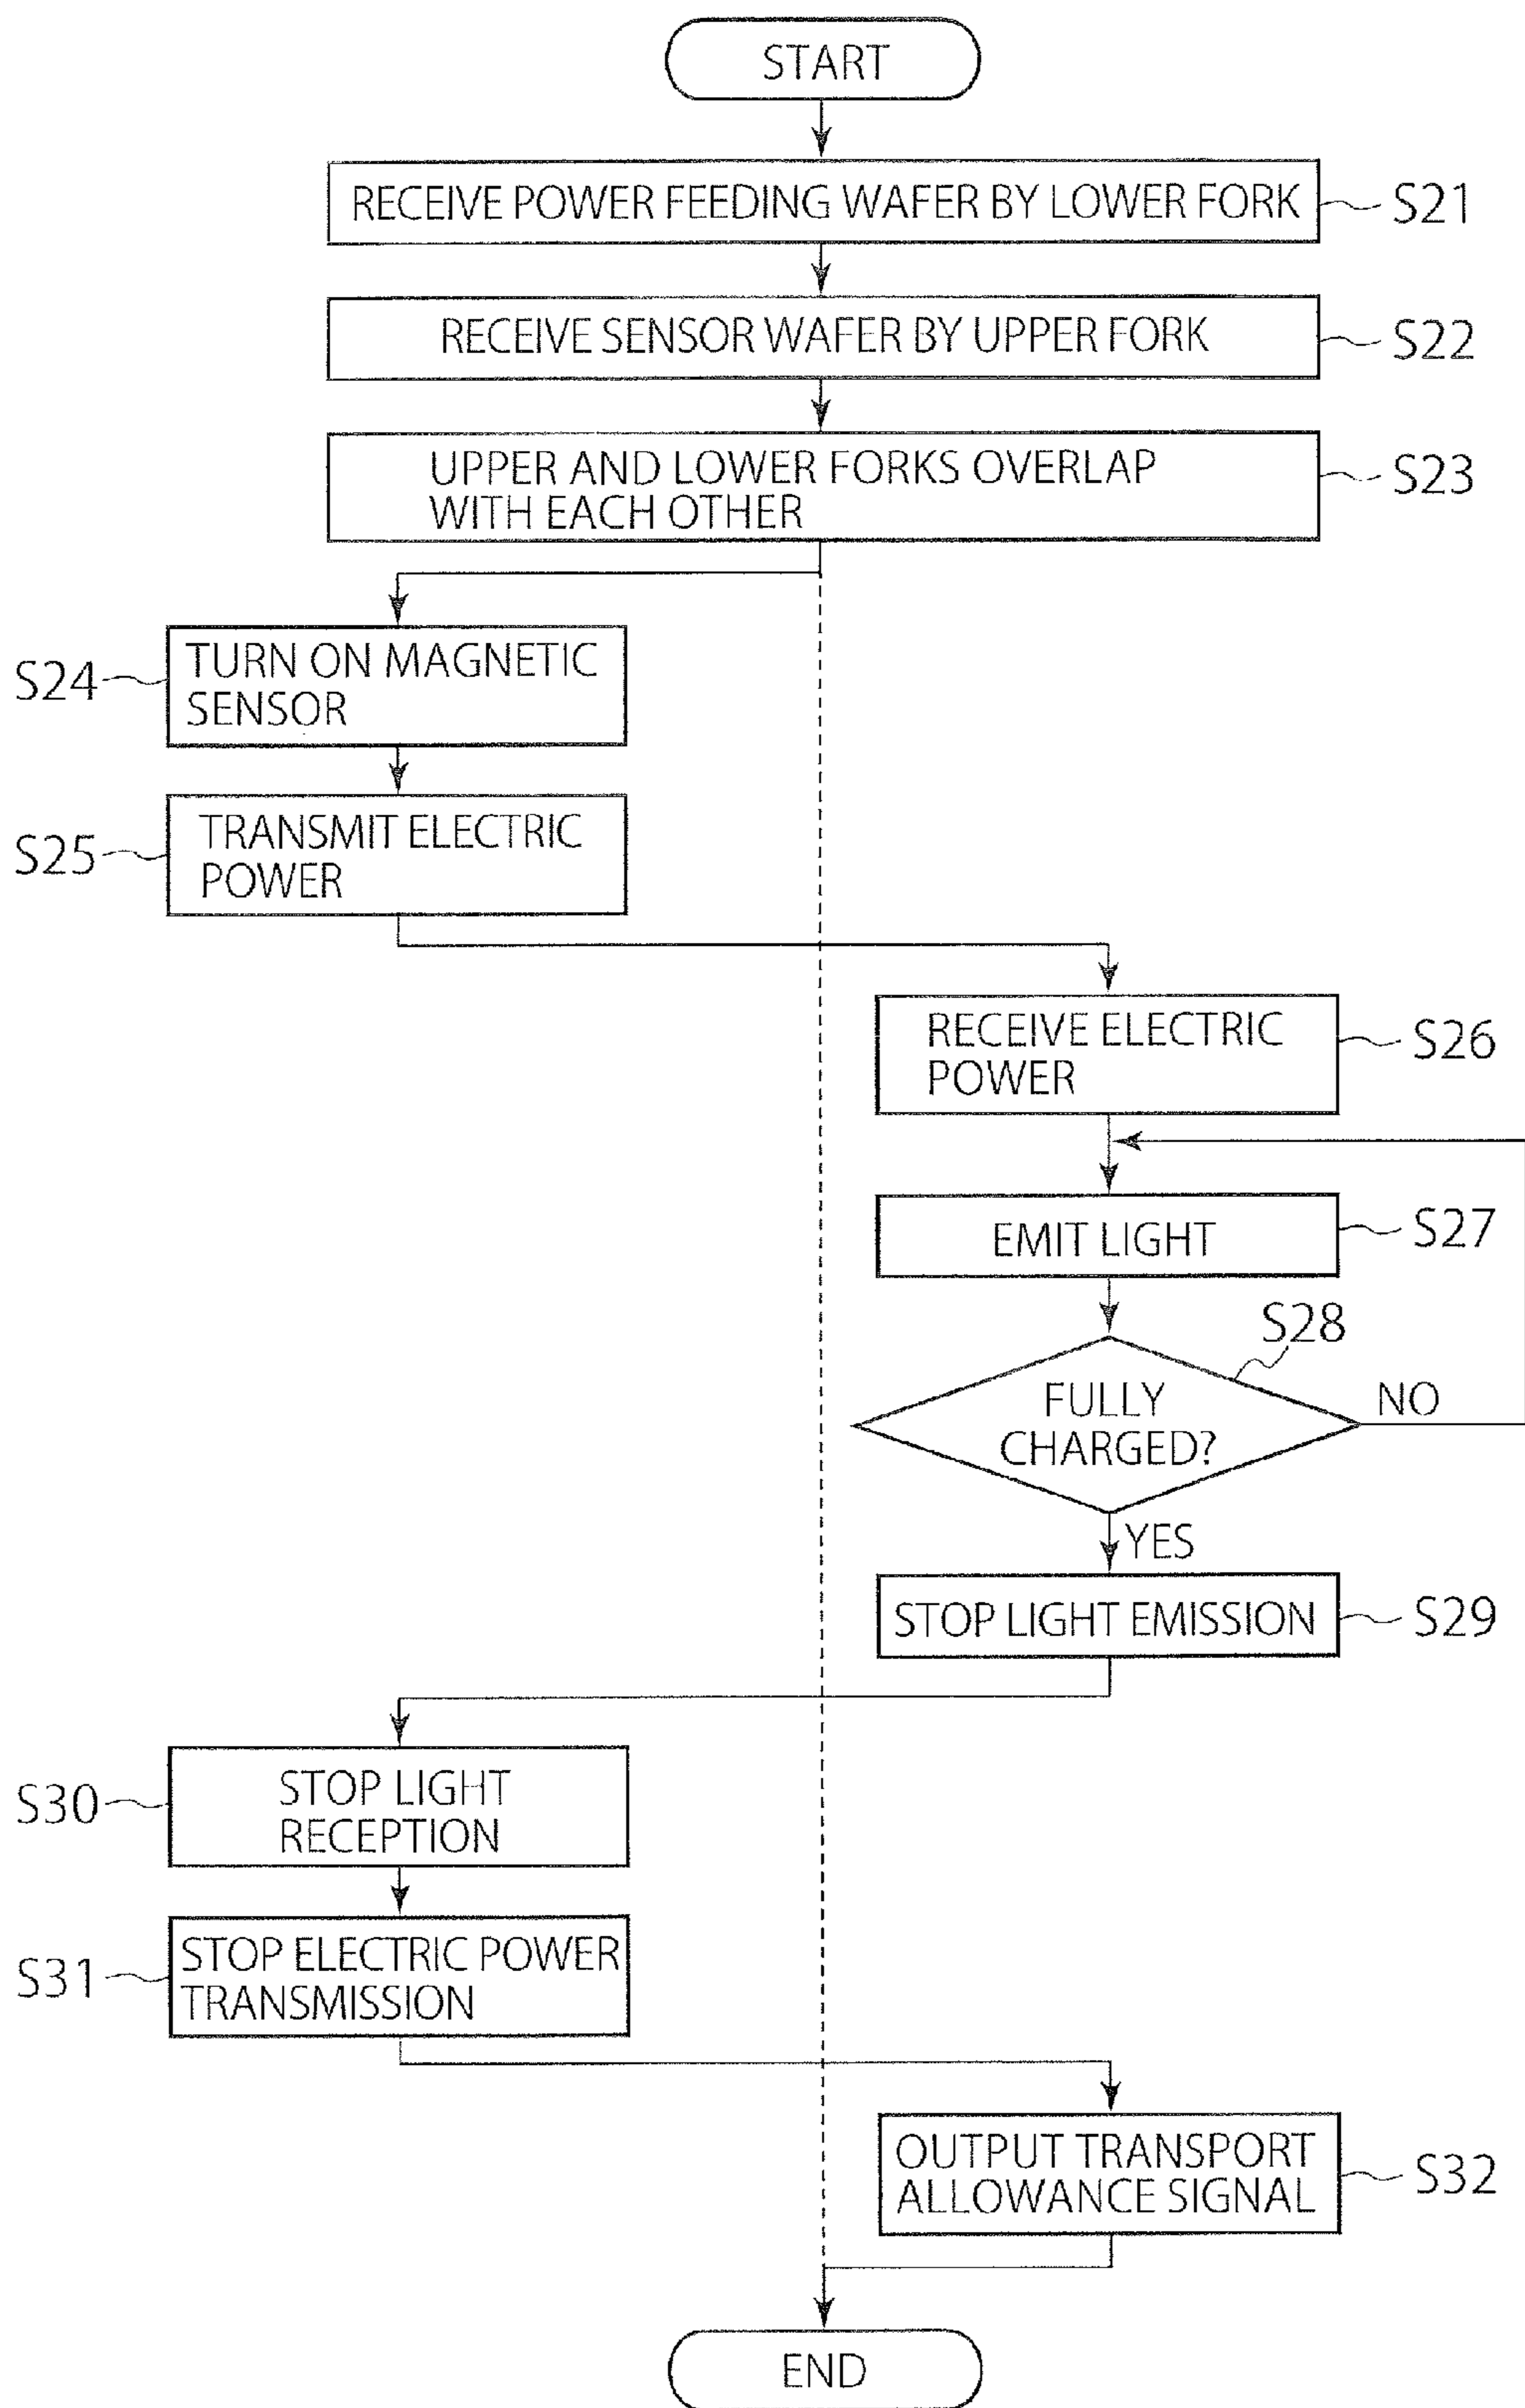 START
RECEIVE POWER FEEDING WAFER BY LOWER FORK
S21
RECEIVE SENSOR WAFER BY UPPER FORK
S22
UPPER AND LOWER FORKS OVERLAP
WITH EACH OTHER
S23
S24
TURN ON MAGNETIC
SENSOR
S25
TRANSMIT ELECTRIC
POWER
RECEIVE ELECTRIC
POWER
S26
EMIT LIGHT
S27
S28
FULLY
CHARGED?
NO
YES
STOP LIGHT EMISSION
S29
S30
STOP LIGHT
RECEPTION
S31
STOP ELECTRIC POWER
TRANSMISSION
OUTPUT TRANSPORT
ALLOWANCE SIGNAL
S32
END